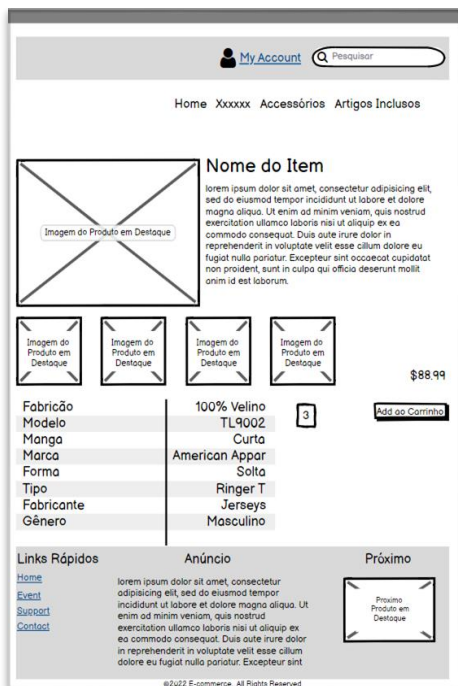 My Account
Pesquisar
Home Xxxxxx Accessórios Artigos Inclusos
Imagem do Produto em Destaque
Nome do Item
lorem ipsum dolor sit amet, consectetur adipisicing elit,
sed do eiusmod tempor incididunt ut labore et dolore
magna aliqua. Ut enim ad minim veniam, quis nostrud
exercitation ullamco laboris nisi ut aliquip ex ea
commodo consequat. Duis aute irure dolor in
reprehenderit in voluptate velit esse cillum dolore eu
fugiat nulla pariatur. Excepteur sint occaecat cupidatat
non proident, sunt in culpa qui officia deserunt mollit
anim id est laborum.
Imagem do
Produto em
Destaque
Imagem do
Produto em
Destaque
Imagem do
Produto em
Destaque
Imagem do
Produto em
Destaque
$88.99
Fabricão 100% Velino
Modelo TL9002
Manga Curta
Marca American Appar
Forma Solta
Tipo Ringer T
Fabricante Jerseys
Gênero Masculino
3
Add ao Carrinho
Links Rápidos
Home
Event
Support
Contact
Anúncio
lorem ipsum dolor sit amet, consectetur
adipisicing elit, sed do eiusmod tempor
incididunt ut labore et dolore magna aliqua. Ut
enim ad minim veniam, quis nostrud
exercitation ullamco laboris nisi ut aliquip ex
ea commodo consequat. Duis aute irure dolor
in reprehenderit in voluptate velit esse cillum
dolore eu fugiat nulla pariatur. Excepteur sint
Próximo
Proximo
Produto em
Destaque
©2022 E-commerce. All Rights Reserved.